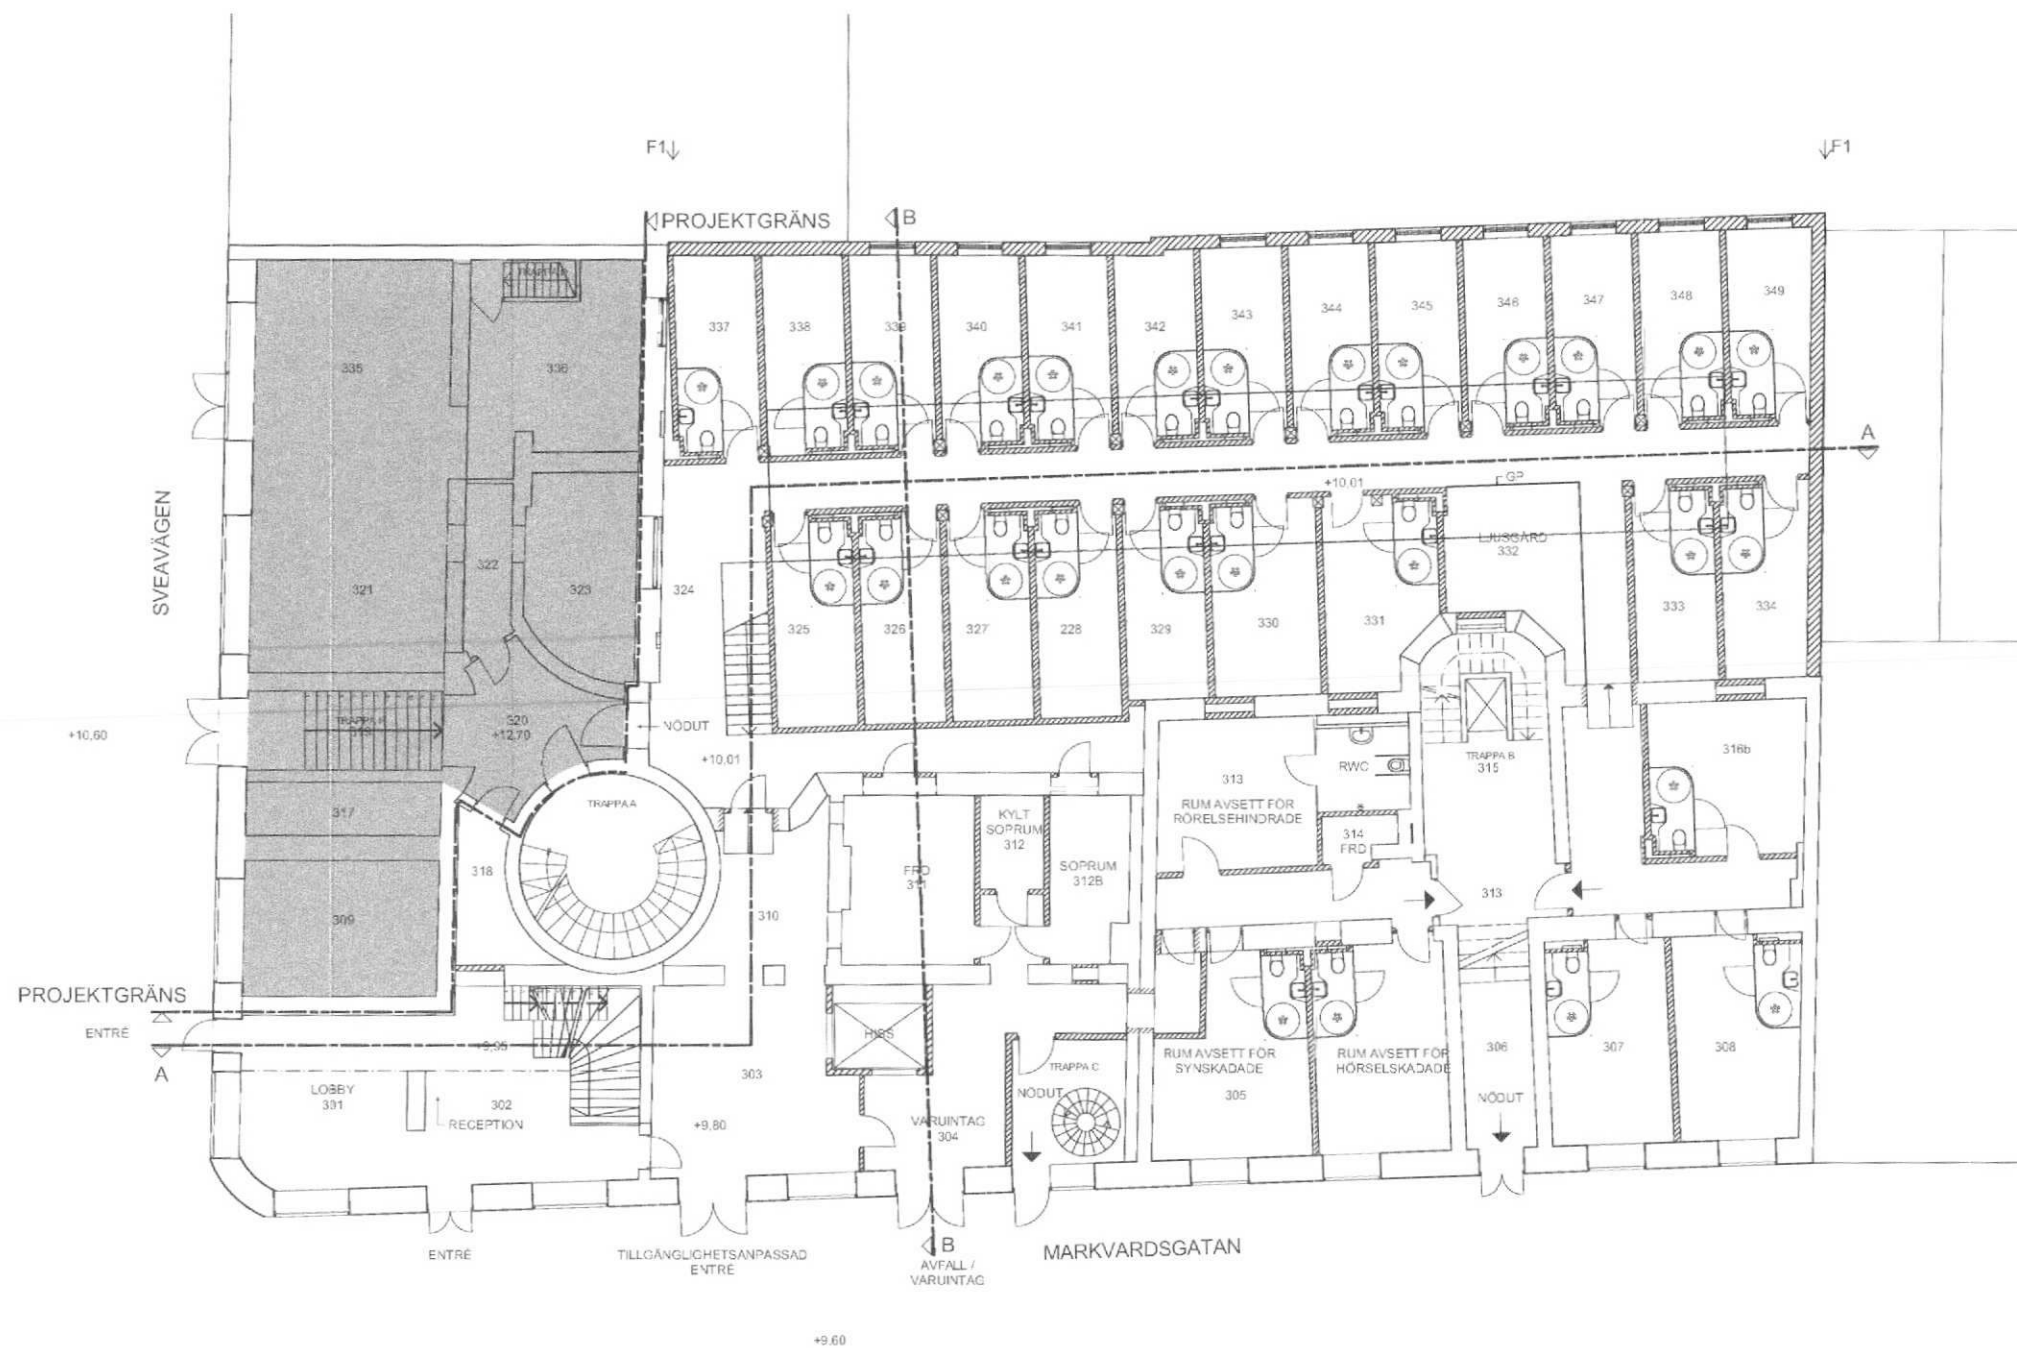 F1
F1
PROJEKTGRÄNS
B
337
338
339
340
341
342
343
344
345
346
347
348
349
335
336
A
+10,01
GP
SVEAVÄGEN
321
322
323
324
325
326
327
228
329
330
331
LJUSGÅRD
332
333
334
+10,60
320
+12,70
NÖDUT
+10,01
TRAPPA A
317
318
309
310
FRD
311
KYLT
SOPRUM
312
SOPRUM
312B
313
RUM AVSETT FÖR
RÖRELSEHINDRADE
RWC
314
FRD
TRAPPA B
315
316b
313
PROJEKTGRÄNS
ENTRÉ
A
LOBBY
301
302
RECEPTION
303
+9,80
HISS
VARUINTAG
304
TRAPPA C
NÖDUT
RUM AVSETT FÖR
SYNSKADADE
305
RUM AVSETT FÖR
HÖRSELSKADADE
306
NÖDUT
307
308
ENTRÉ
TILLGÄNGLIGHETSANPASSAD
ENTRÉ
B
AVFALL /
VARUINTAG
MARKVARDSGATAN
+9.60